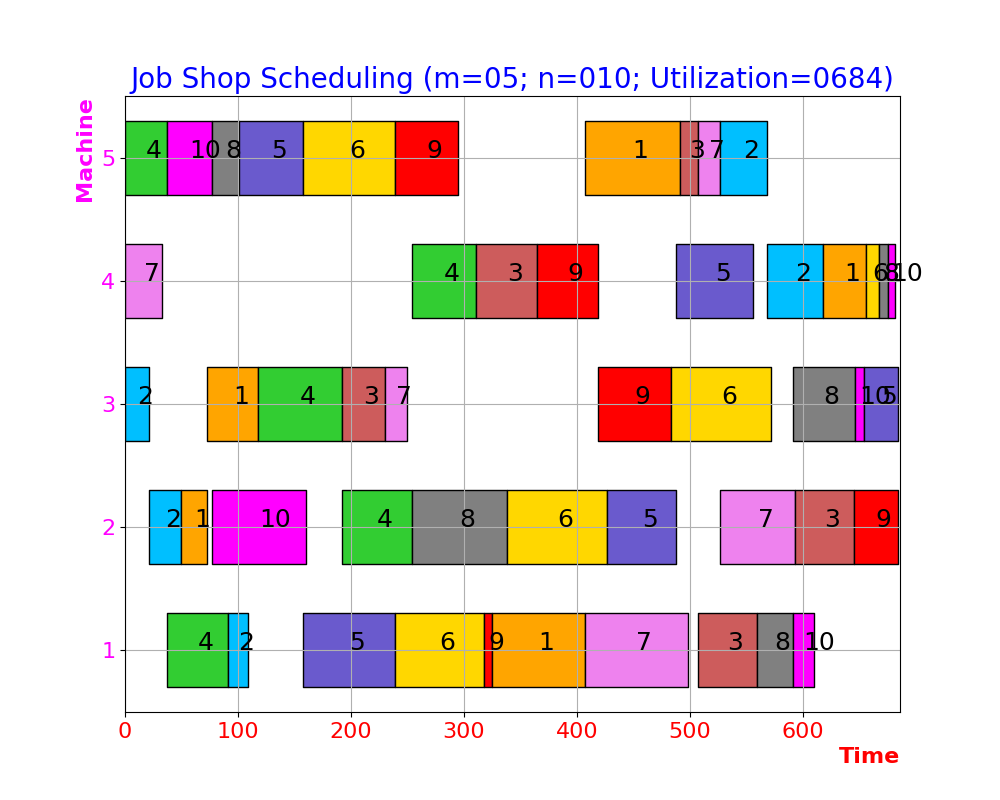 Job Shop Scheduling (m=05; n=010; Utilization=0684)
Machine
5
4 10 8 5 6 9 1 3 7 2
4
7 4 3 9 5 2 1 6 8 10
3
2 1 4 3 7 9 6 8 10 5
2
2 1 10 4 8 6 5 7 3 9
1
4 2 5 6 9 1 7 3 8 10
0 100 200 300 400 500 600
Time